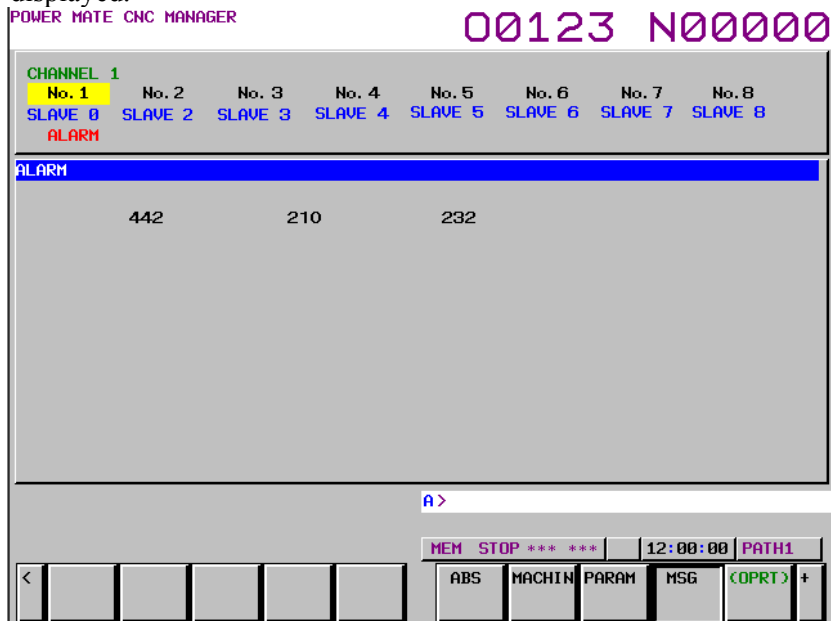 displayed.
POWER MATE CNC MANAGER O0123 N00000
CHANNEL 1
No.1 No.2 No.3 No.4 No.5 No.6 No.7 No.8
SLAVE 0 SLAVE 2 SLAVE 3 SLAVE 4 SLAVE 5 SLAVE 6 SLAVE 7 SLAVE 8
ALARM
ALARM
442 210 232
A>
MEM STOP *** *** 12:00:00 PATH1
< ABS MACHIN PARAM MSG (OPRT) +